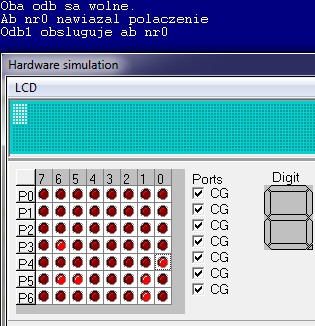 Oba odb sa wolne.
Ab nr0 nawiazal polaczenie
Odb1 obsluguje ab nr0
Hardware simulation
LCD
7 6 5 4 3 2 1 0
Ports
Digit
P0
P1
P2
P3
P4
P5
P6
CG
CG
CG
CG
CG
CG
CG